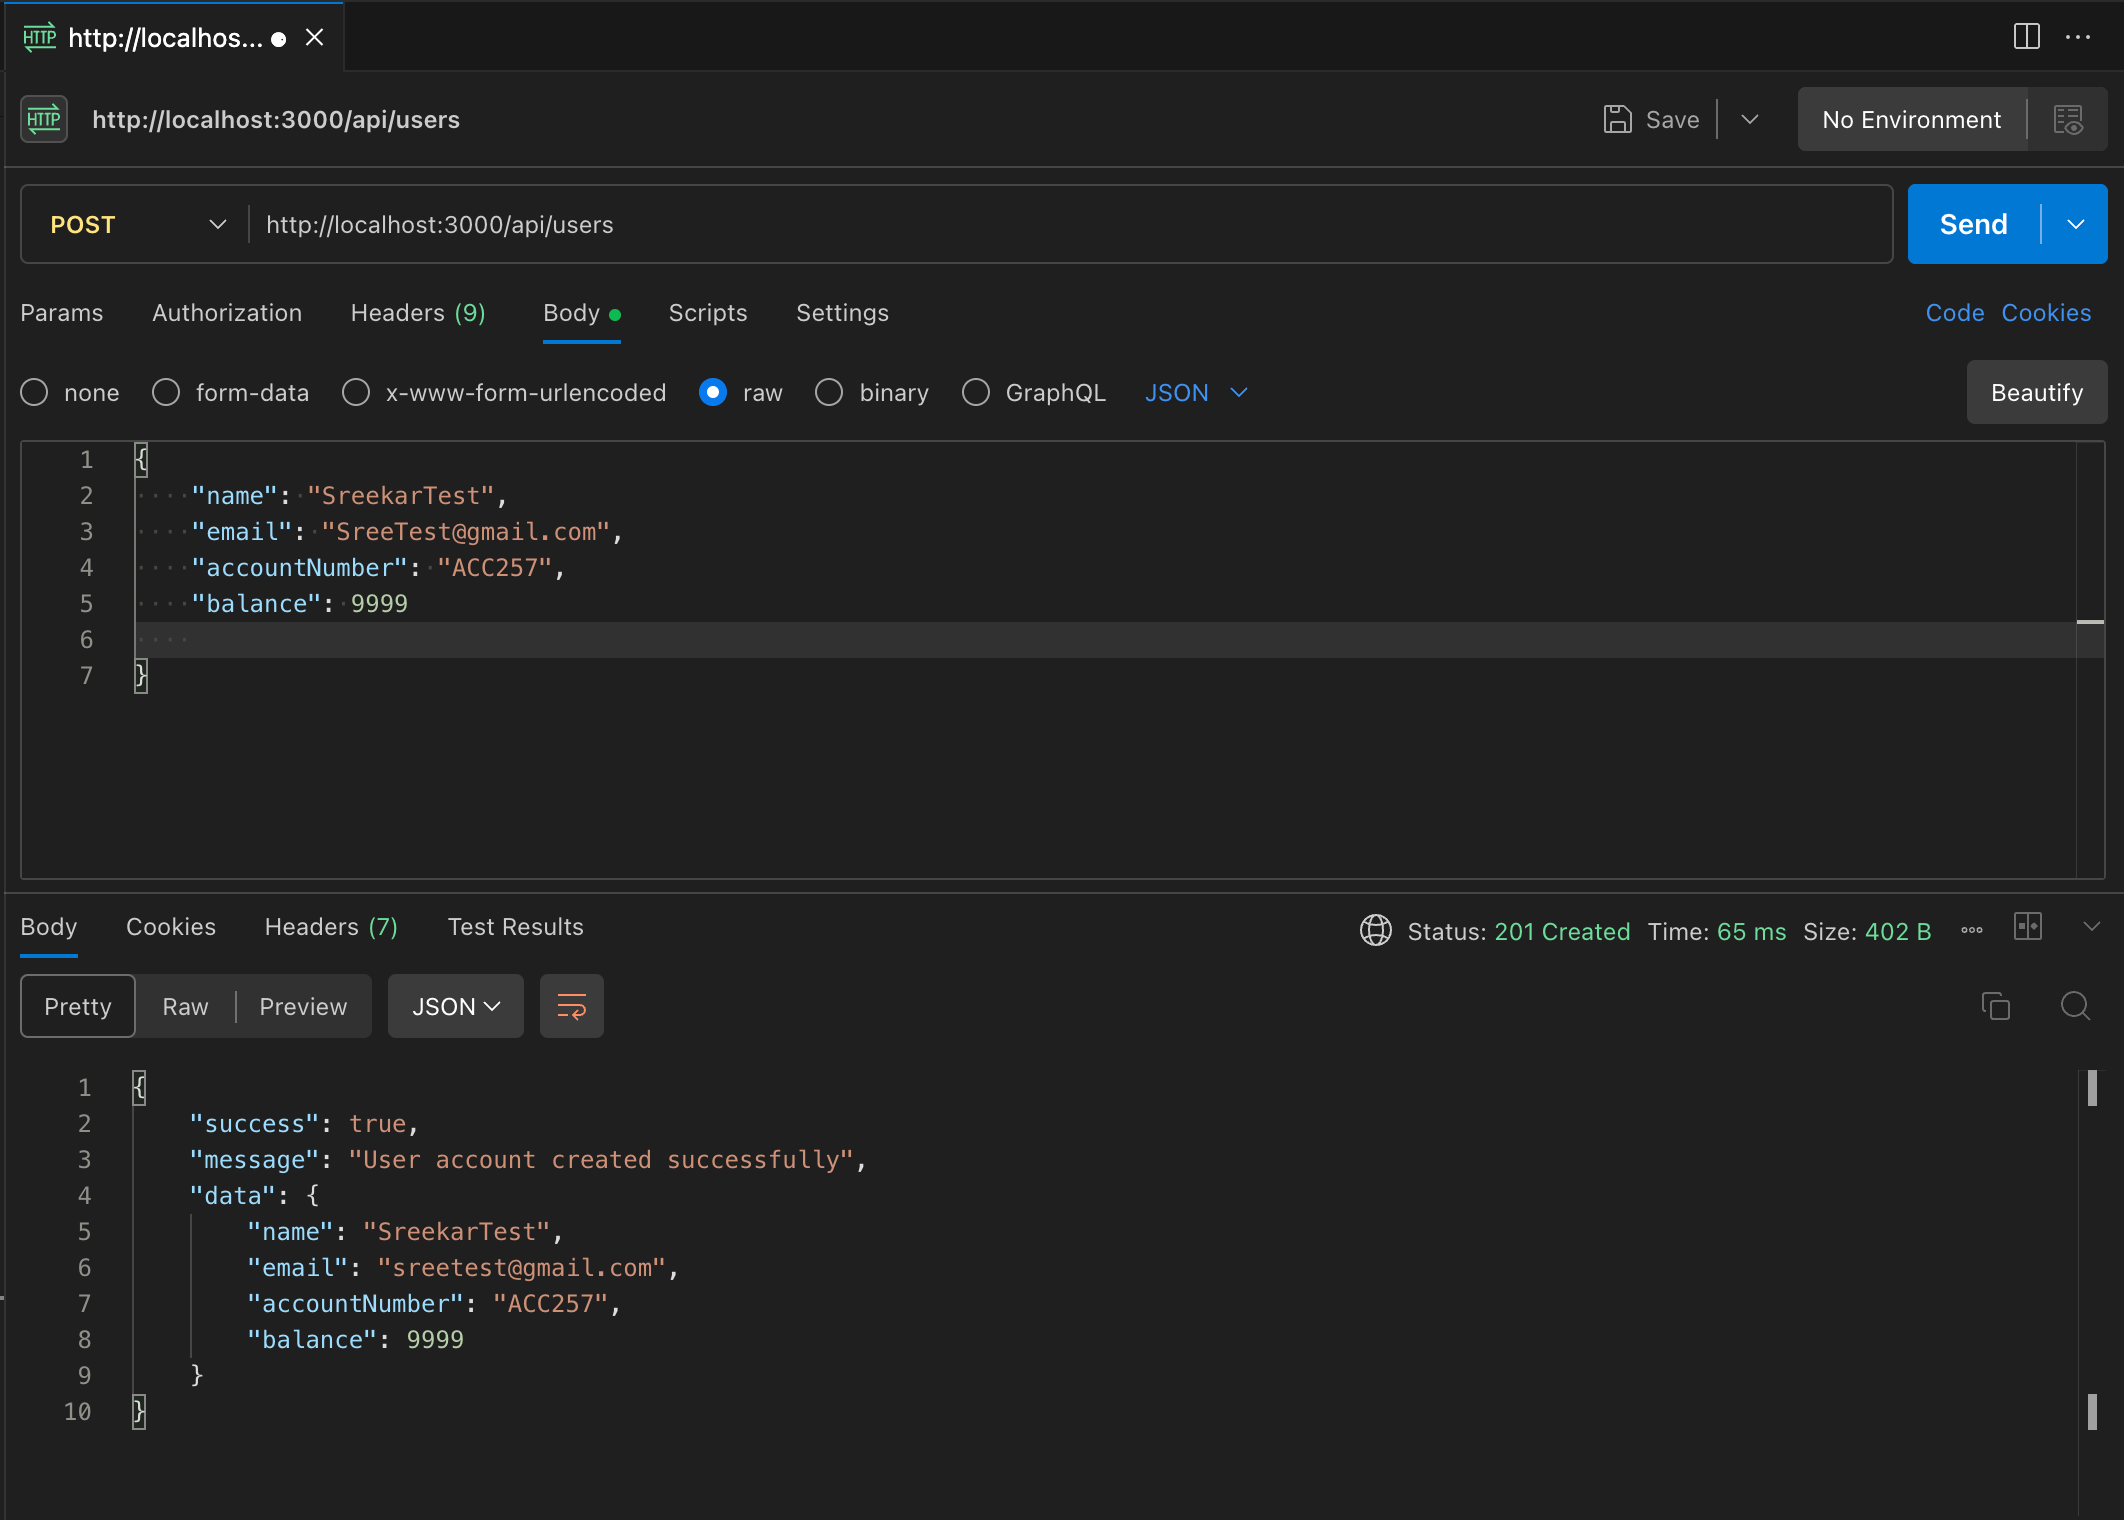 HTTP http://localhos...
HTTP http://localhost:3000/api/users Save No Environment
POST http://localhost:3000/api/users Send
Params Authorization Headers (9) Body Scripts Settings Code Cookies
none form-data x-www-form-urlencoded raw binary GraphQL JSON Beautify
1 {
2 "name": "SreekarTest",
3 "email": "SreeTest@gmail.com",
4 "accountNumber": "ACC257",
5 "balance": 9999
6
7 }
Body Cookies Headers (7) Test Results Status: 201 Created Time: 65 ms Size: 402 B
Pretty Raw Preview JSON
1 {
2 "success": true,
3 "message": "User account created successfully",
4 "data": {
5 "name": "SreekarTest",
6 "email": "sreetest@gmail.com",
7 "accountNumber": "ACC257",
8 "balance": 9999
9 }
10 }